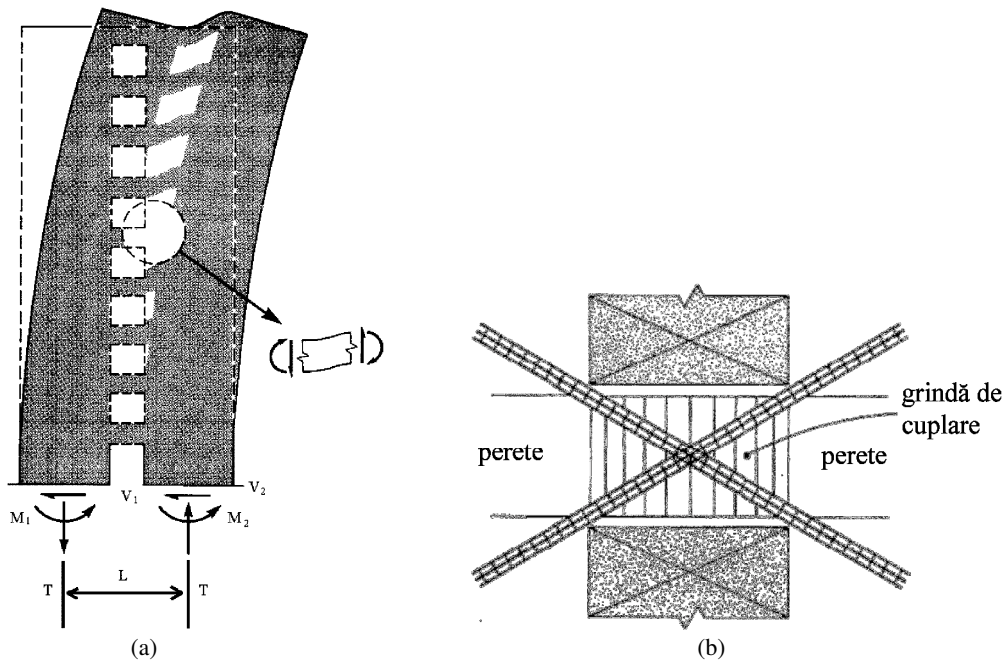 V₁
V₂
M₁
M₂
T
L
T
(a)
perete
grindă de
cuplare
perete
(b)